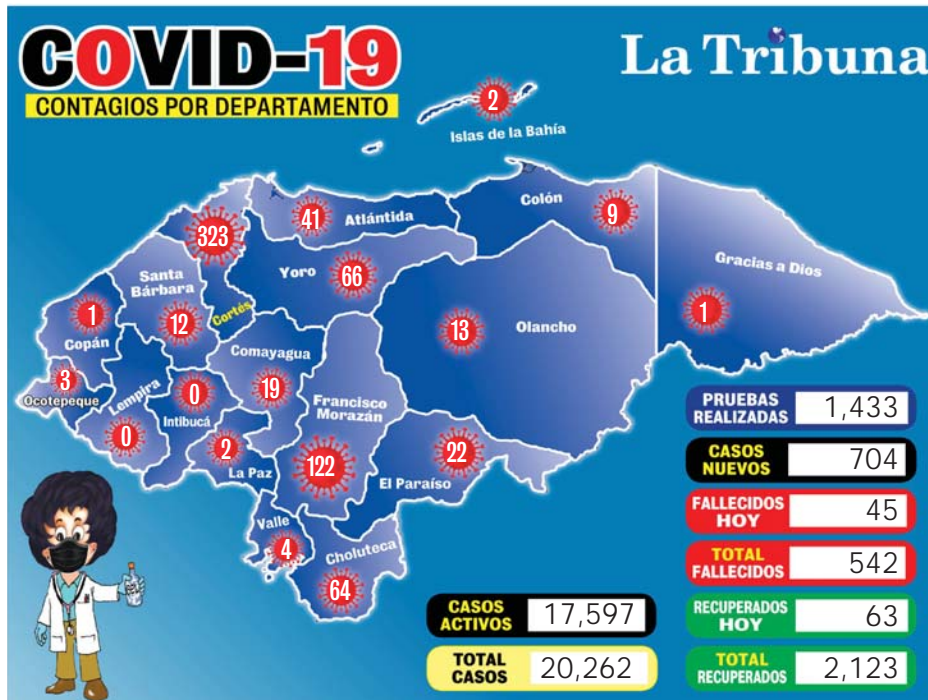 COVID-19
CONTAGIOS POR DEPARTAMENTO
La Tribuna
2
Islas de la Bahía
323
41
Atlántida
Colón
9
Santa
Bárbara
Yoro
66
Gracias a Dios
1
12
Cortés
13
Olancho
1
Copán
Comayagua
3
Ocotepeque
Lempira
0
Intibucá
19
Francisco
Morazán
0
2
La Paz
122
22
El Paraíso
Valle
4
Choluteca
64
PRUEBAS
REALIZADAS
1,433
CASOS
NUEVOS
704
FALLECIDOS
HOY
45
TOTAL
FALLECIDOS
542
CASOS
ACTIVOS
17,597
RECUPERADOS
HOY
63
TOTAL
CASOS
20,262
TOTAL
RECUPERADOS
2,123